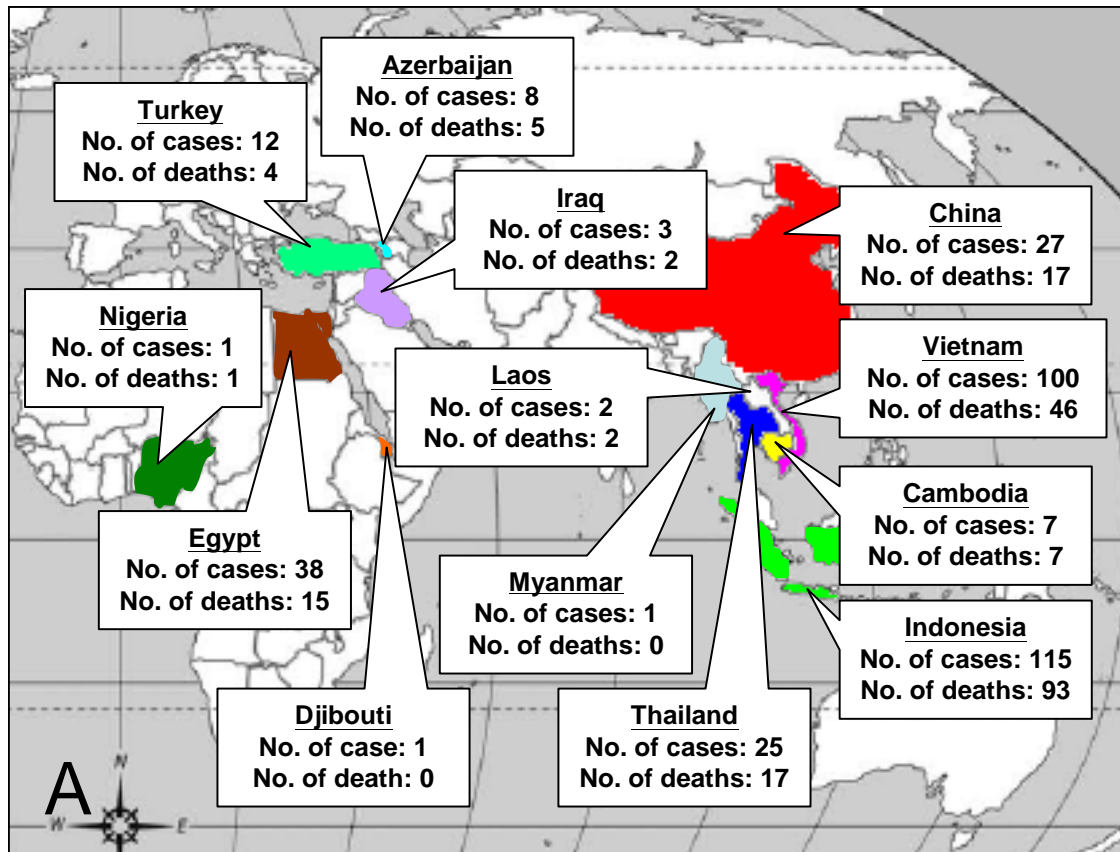 Azerbaijan
No. of cases: 8
No. of deaths: 5
Turkey
No. of cases: 12
No. of deaths: 4
Iraq
No. of cases: 3
No. of deaths: 2
China
No. of cases: 27
No. of deaths: 17
Nigeria
No. of cases: 1
No. of deaths: 1
Laos
No. of cases: 2
No. of deaths: 2
Vietnam
No. of cases: 100
No. of deaths: 46
Egypt
No. of cases: 38
No. of deaths: 15
Myanmar
No. of cases: 1
No. of deaths: 0
Cambodia
No. of cases: 7
No. of deaths: 7
Indonesia
No. of cases: 115
No. of deaths: 93
Djibouti
No. of case: 1
No. of death: 0
Thailand
No. of cases: 25
No. of deaths: 17
A
N
W E